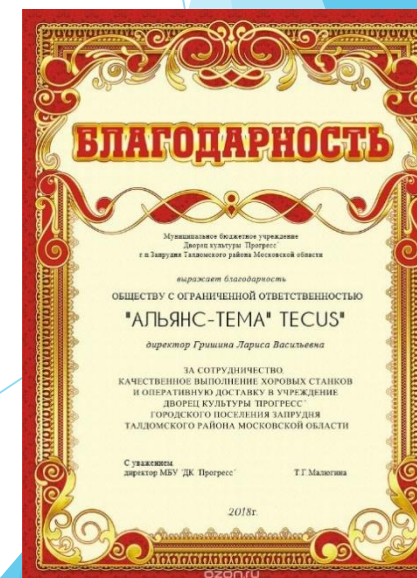 БЛАГОДАРНОСТЬ
Муниципальное бюджетное учреждение
Дворец культуры "Прогресс"
г.п.Запрудня Талдомского района Московской области
выражает благодарность
ОБЩЕСТВУ С ОГРАНИЧЕННОЙ ОТВЕТСТВЕННОСТЬЮ
"АЛЬЯНС-ТЕМА" TECUS"
директор Гришина Лариса Васильевна
ЗА СОТРУДНИЧЕСТВО,
КАЧЕСТВЕННОЕ ВЫПОЛНЕНИЕ ХОРОВЫХ СТАНКОВ
И ОПЕРАТИВНУЮ ДОСТАВКУ В УЧРЕЖДЕНИЕ
ДВОРЕЦ КУЛЬТУРЫ "ПРОГРЕСС"
ГОРОДСКОГО ПОСЕЛЕНИЯ ЗАПРУДНЯ
ТАЛДОМСКОГО РАЙОНА МОСКОВСКОЙ ОБЛАСТИ
С уважением
директор МБУ "ДК "Прогресс" Т.Г.Малюгина
2018г.
ozon.ru